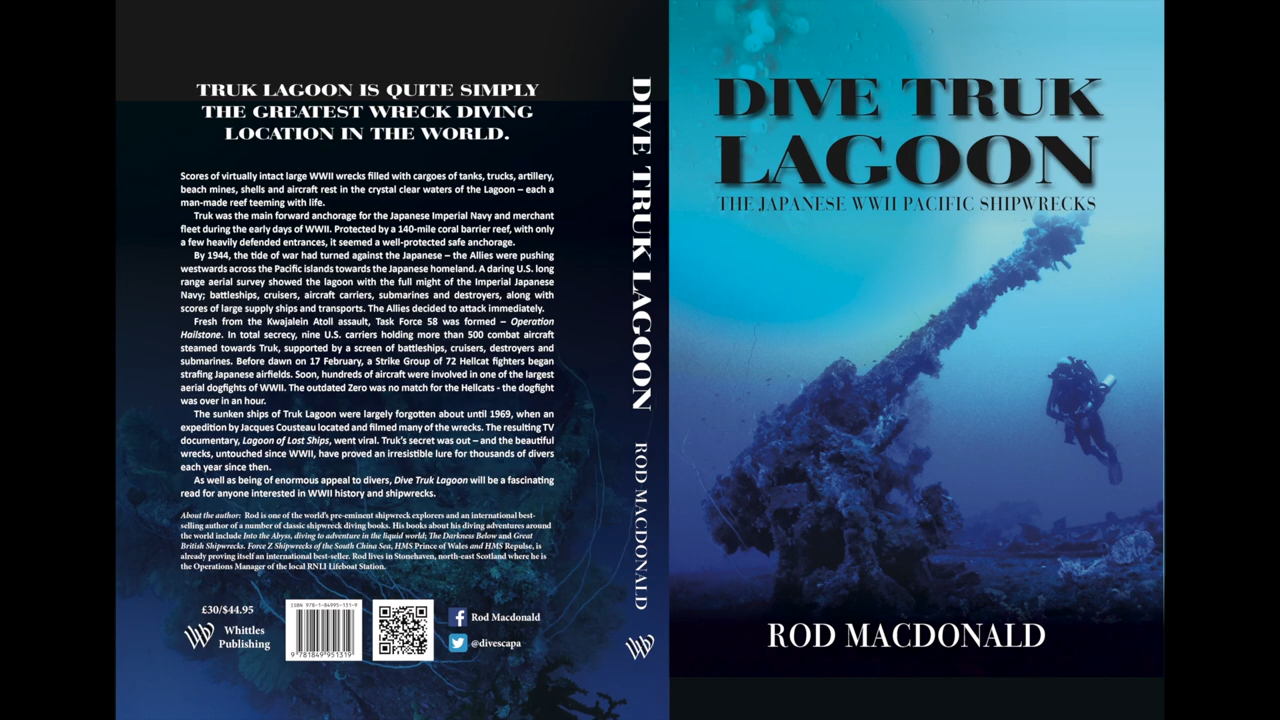 TRUK LAGOON IS QUITE SIMPLY
THE GREATEST WRECK DIVING
LOCATION IN THE WORLD.
Scores of virtually intact large WWII wrecks filled with cargoes of tanks, trucks, artillery,
beach mines, shells and aircraft rest in the crystal clear waters of the Lagoon – each a
man-made reef teeming with life.
Truk was the main forward anchorage for the Japanese Imperial Navy and merchant
fleet during the early days of WWII. Protected by a 140-mile coral barrier reef, with only
a few heavily defended entrances, it seemed a well-protected safe anchorage.
By 1944, the tide of war had turned against the Japanese – the Allies were pushing
westwards across the Pacific islands towards the Japanese homeland. A daring U.S. long
range aerial survey showed the lagoon with the full might of the Imperial Japanese
Navy; battleships, cruisers, aircraft carriers, submarines and destroyers, along with
scores of large supply ships and transports. The Allies decided to attack immediately.
Fresh from the Kwajalein Atoll assault, Task Force 58 was formed – Operation
Hailstone. In total secrecy, nine U.S. carriers holding more than 500 combat aircraft
steamed towards Truk, supported by a screen of battleships, cruisers, destroyers and
submarines. Before dawn on 17 February, a Strike Group of 72 Hellcat fighters began
strafing Japanese airfields. Soon, hundreds of aircraft were involved in one of the largest
aerial dogfights of WWII. The outdated Zero was no match for the Hellcats - the dogfight
was over in an hour.
The sunken ships of Truk Lagoon were largely forgotten about until 1969, when an
expedition by Jacques Cousteau located and filmed many of the wrecks. The resulting TV
documentary, Lagoon of Lost Ships, went viral. Truk's secret was out – and the beautiful
wrecks, untouched since WWII, have proved an irresistible lure for thousands of divers
each year since then.
As well as being of enormous appeal to divers, Dive Truk Lagoon will be a fascinating
read for anyone interested in WWII history and shipwrecks.
About the author: Rod is one of the world's pre-eminent shipwreck explorers and an international best-
selling author of a number of classic shipwreck diving books. His books about his diving adventures around
the world include Into the Abyss, diving to adventure in the liquid world; The Darkness Below and Great
British Shipwrecks. Force Z Shipwrecks of the South China Sea, HMS Prince of Wales and HMS Repulse, is
already proving itself an international best-seller. Rod lives in Stonehaven, north-east Scotland where he is
the Operations Manager of the local RNLI Lifeboat Station.
£30/$44.95
Whittles
Publishing
ISBN 978-1-84995-131-9
9 781849 951319
Rod Macdonald
@divescapa
DIVE TRUK LAGOON
ROD MACDONALD
DIVE TRUK
LAGOON
THE JAPANESE WWII PACIFIC SHIPWRECKS
ROD MACDONALD